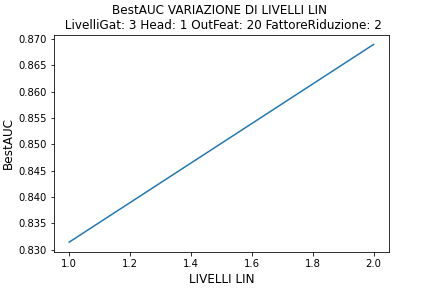 BestAUC VARIAZIONE DI LIVELLI LIN
LivelliGat: 3 Head: 1 OutFeat: 20 FattoreRiduzione: 2
0.870
0.865
0.860
0.855
0.850
0.845
0.840
0.835
0.830
BestAUC
1.0 1.2 1.4 1.6 1.8 2.0
LIVELLI LIN